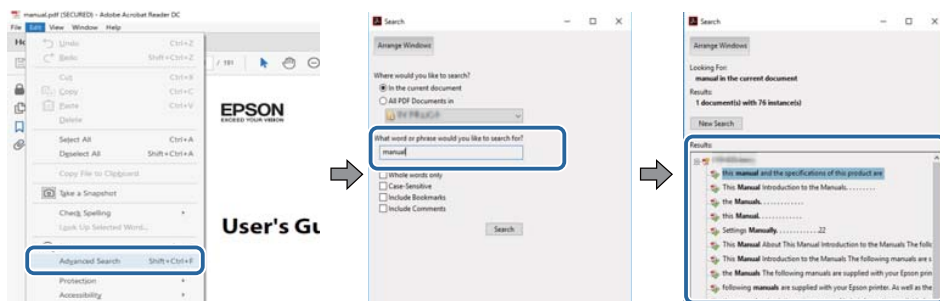 manual.pdf (SECURED) - Adobe Acrobat Reader DC
File Edit View Window Help
Undo Ctrl+Z
Redo Shift+Ctrl+Z
Cut Ctrl+X
Copy Ctrl+C
Paste Ctrl+V
Delete
Select All Ctrl+A
Deselect All Shift+Ctrl+A
Copy File to Clipboard
Take a Snapshot
Check Spelling
Look Up Selected Word...
Advanced Search Shift+Ctrl+F
Protection
Accessibility
/ 191
EPSON
EXCEED YOUR VISION
User's Gu
Search
Arrange Windows
Where would you like to search?
In the current document
All PDF Documents in
What word or phrase would you like to search for?
manual
Whole words only
Case-Sensitive
Include Bookmarks
Include Comments
Search
Search
Arrange Windows
Looking For:
manual in the current document
Results:
1 document(s) with 76 instance(s)
New Search
Results:
this manual and the specifications of this product are
This Manual Introduction to the Manuals. . . . . . . . .
the Manuals. . . . . . . . . . . .
this Manual. . . . . . . . . . . .
Settings Manually. . . . . . . . . . . .22
This Manual About This Manual Introduction to the Manuals The follo
This Manual Introduction to the Manuals The following manuals are s
the Manuals The following manuals are supplied with your Epson prin
following manuals are supplied with your Epson printer. As well as the